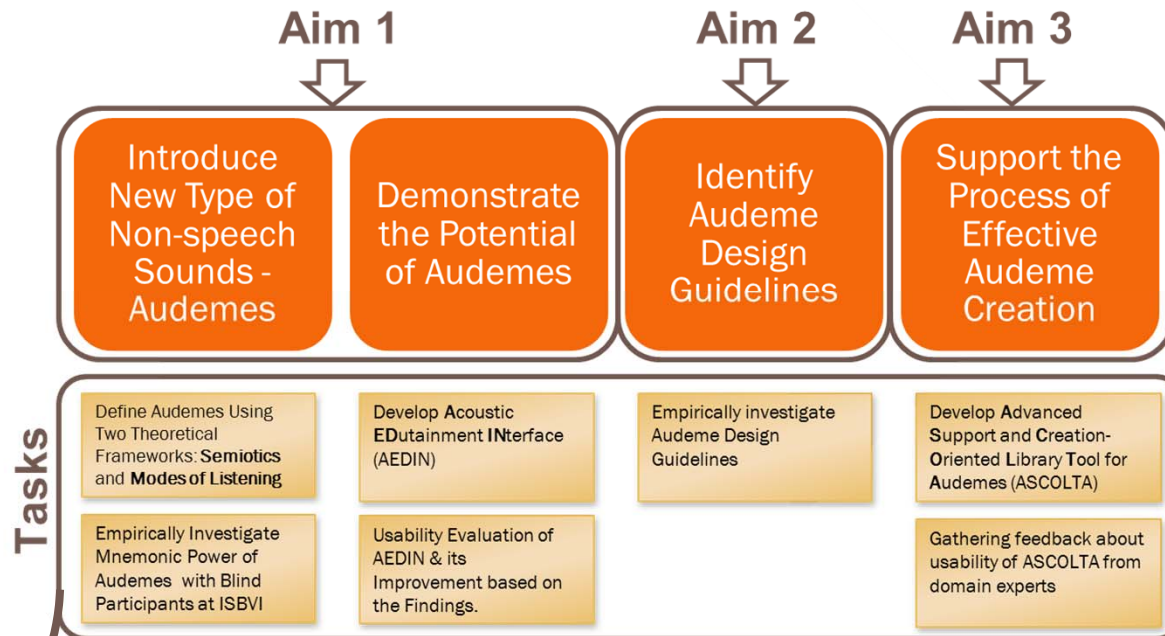 Aim 1
Aim 2
Aim 3
Introduce
New Type of
Non-speech
Sounds -
Audemes
Demonstrate
the Potential
of Audemes
Identify
Audeme
Design
Guidelines
Support the
Process of
Effective
Audeme
Creation
Tasks
Define Audemes Using
Two Theoretical
Frameworks: Semiotics
and Modes of Listening
Develop Acoustic
EDutainment INterface
(AEDIN)
Empirically investigate
Audeme Design
Guidelines
Develop Advanced
Support and Creation-
Oriented Library Tool for
Audemes (ASCOLTA)
Empirically Investigate
Mnemonic Power of
Audemes with Blind
Participants at ISBVI
Usability Evaluation of
AEDIN & its
Improvement based on
the Findings.
Gathering feedback about
usability of ASCOLTA from
domain experts